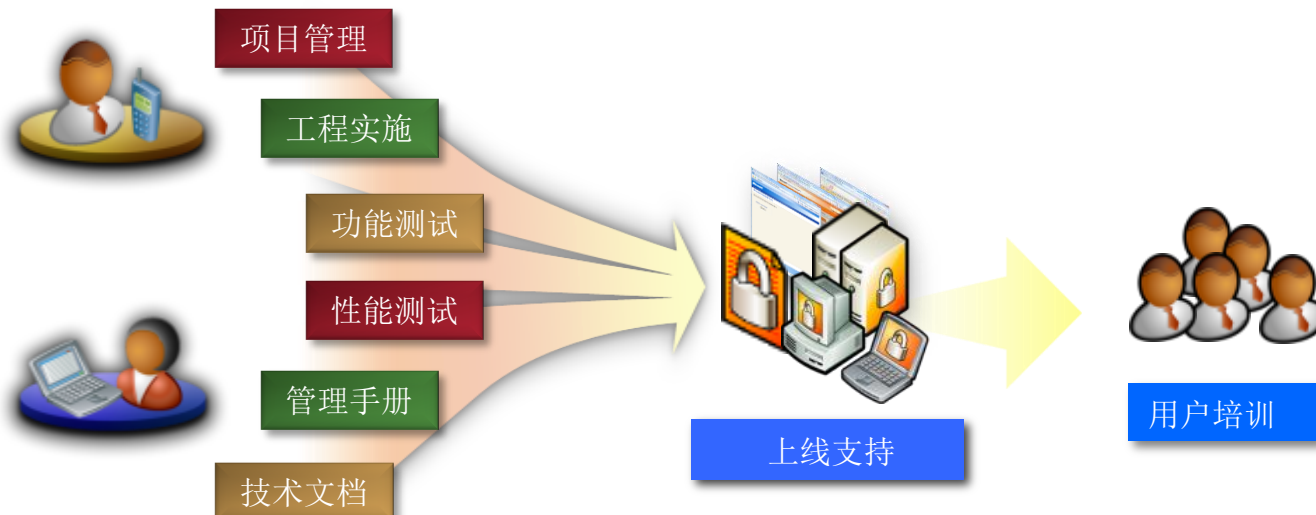 项目管理
工程实施
功能测试
性能测试
管理手册
技术文档
上线支持
用户培训